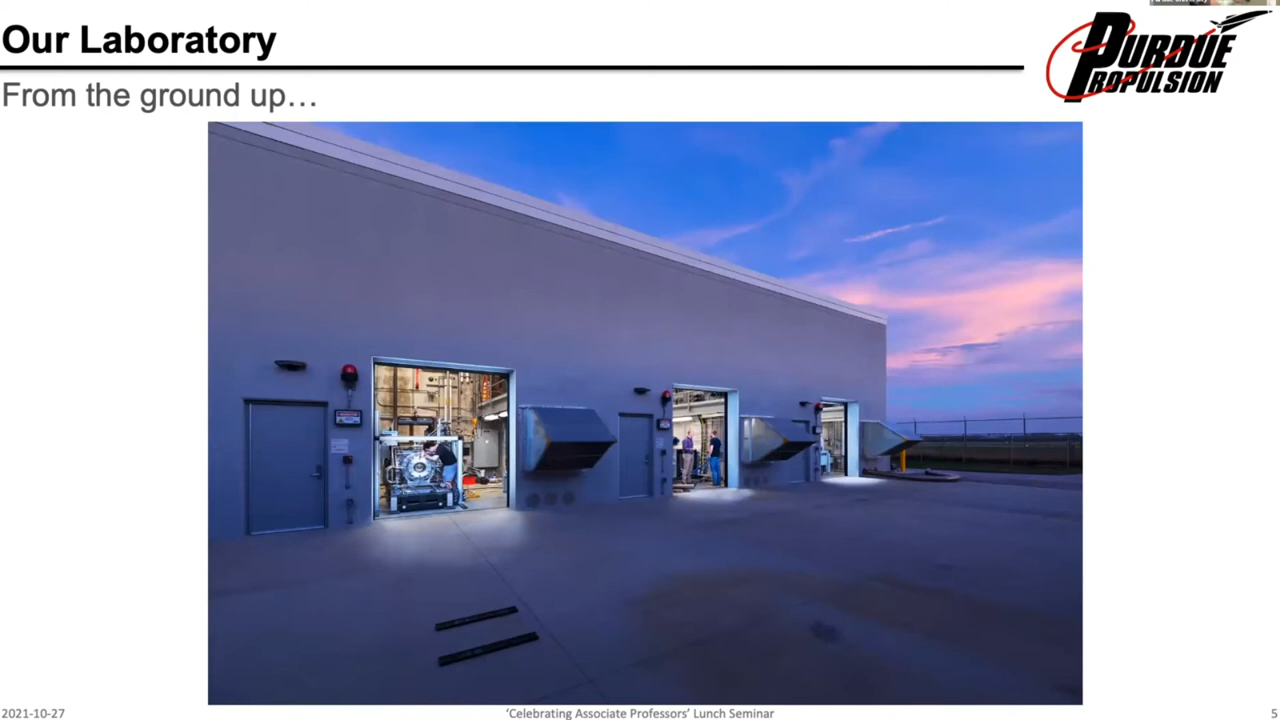 Our Laboratory
PURDUE
PROPULSION
From the ground up…
2021-10-27
‘Celebrating Associate Professors’ Lunch Seminar
5